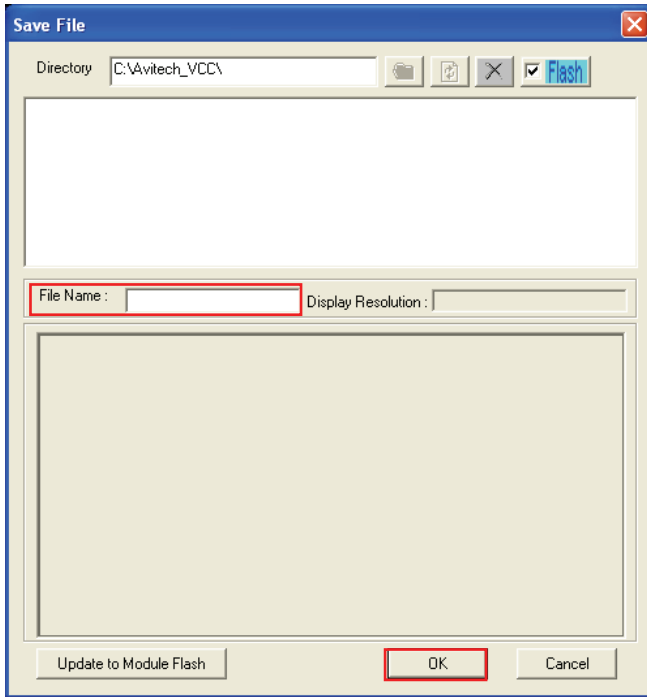 Save File
Directory C:\Avitech_VCC\ Flash
File Name : Display Resolution :
Update to Module Flash OK Cancel